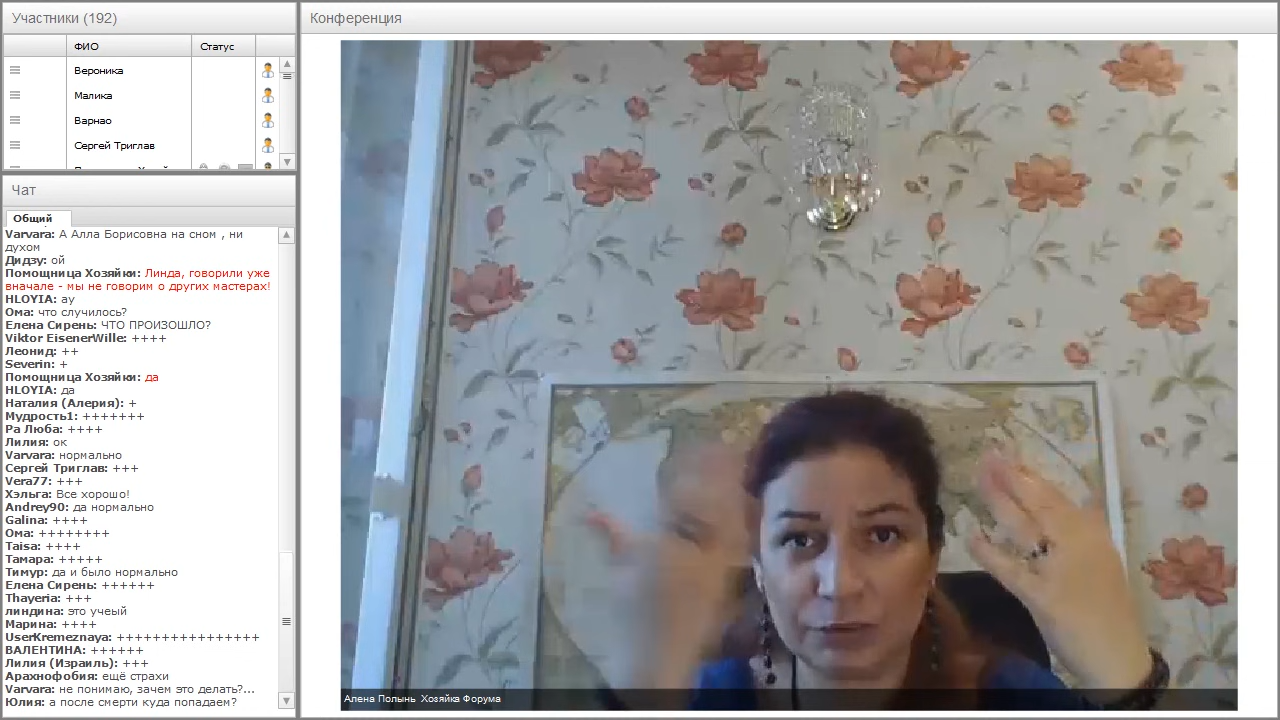 Участники (192)
ФИО
Статус
Вероника
Малика
Варнао
Сергей Триглав
Чат
Общий
Varvara: А Алла Ванговна на сном , ни
духом
Дидзу: ой
Помощница Хозяйки: Линда, говорили уже
вначале - мы не говорим о других мастерах!
HLOYIA: ау
Ома: что случилось?
Елена Сирень: ЧТО ПРОИЗОШЛО?
Viktor EisenerWille: ++++
Леонид: ++
Severin: +
Помощница Хозяйки: да
HLOYIA: да
Наталия (Алерия): +
Мудрость1: +++++++
Ра Люба: ++++
Лилия: ок
Varvara: нормально
Сергей Триглав: +++
Vera77: +++
Хэльга: Все хорошо!
Andrey90: да нормально
Galina: ++++
Ома: ++++++++
Taisa: ++++
Тамара: +++++
Тимур: да и было нормально
Елена Сирень: ++++++
Thayeria: +++
линдина: это учеый
Марина: ++++
UserKremeznaya: ++++++++++++++++
ВАЛЕНТИНА: ++++++
Лилия (Израиль): +++
Арахнофобия: ащё страхи
Varvara: не понимаю, зачем это делать?...
Юлия: а после смерти куда попадем?
Конференция
Алена Полынь Хозяйка Форума